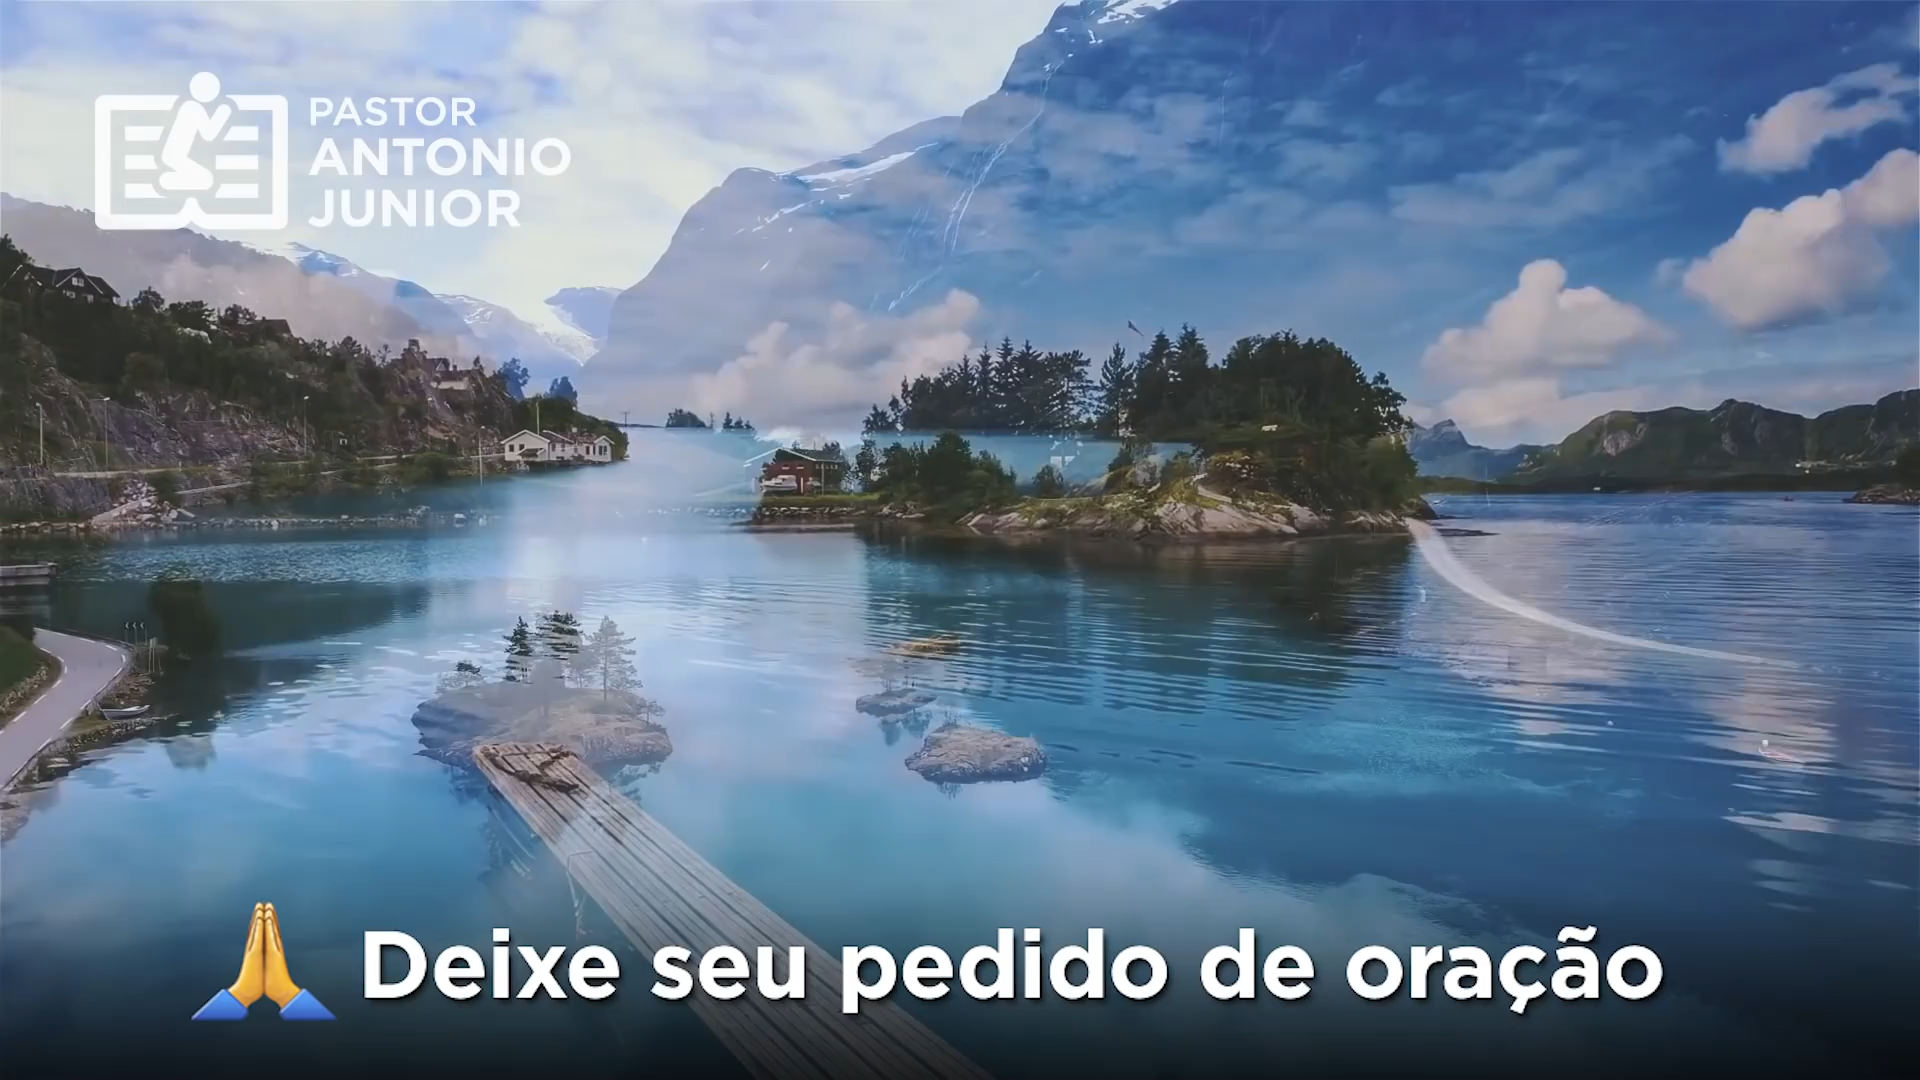 PASTOR
ANTONIO
JUNIOR
🙏 Deixe seu pedido de oração